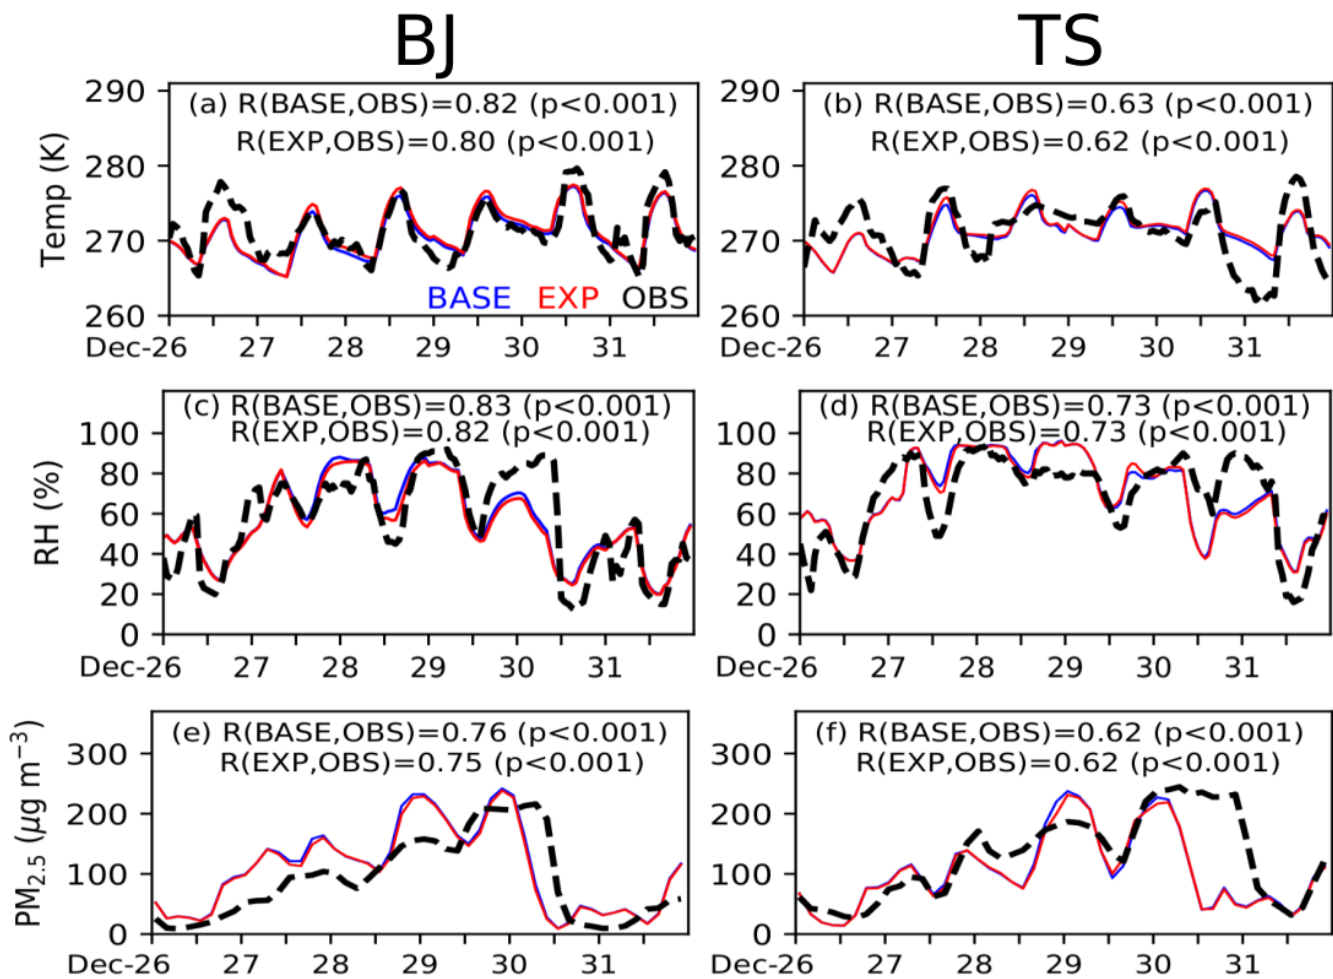 BJ
TS
(a) R(BASE,OBS)=0.82 (p<0.001)
R(EXP,OBS)=0.80 (p<0.001)
Temp (K)
290
280
270
260
BASE EXP OBS
Dec-26 27 28 29 30 31
(b) R(BASE,OBS)=0.63 (p<0.001)
R(EXP,OBS)=0.62 (p<0.001)
290
280
270
260
Dec-26 27 28 29 30 31
(c) R(BASE,OBS)=0.83 (p<0.001)
R(EXP,OBS)=0.82 (p<0.001)
RH (%)
100
80
60
40
20
0
Dec-26 27 28 29 30 31
(d) R(BASE,OBS)=0.73 (p<0.001)
R(EXP,OBS)=0.73 (p<0.001)
100
80
60
40
20
0
Dec-26 27 28 29 30 31
(e) R(BASE,OBS)=0.76 (p<0.001)
R(EXP,OBS)=0.75 (p<0.001)
PM₂.₅ (μg m⁻³)
300
200
100
0
Dec-26 27 28 29 30 31
(f) R(BASE,OBS)=0.62 (p<0.001)
R(EXP,OBS)=0.62 (p<0.001)
300
200
100
0
Dec-26 27 28 29 30 31